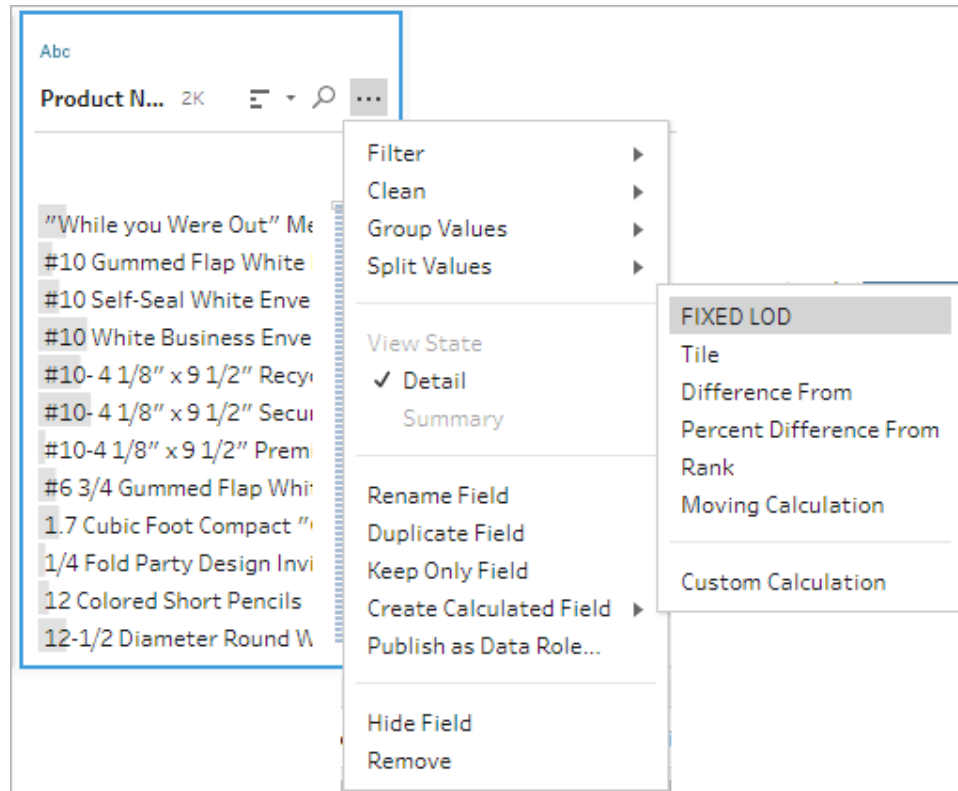 Abc
Product N... 2K
"While you Were Out" Me
#10 Gummed Flap White
#10 Self-Seal White Enve
#10 White Business Enve
#10- 4 1/8" x 9 1/2" Recy
#10- 4 1/8" x 9 1/2" Secur
#10-4 1/8" x 9 1/2" Premi
#6 3/4 Gummed Flap Whit
1.7 Cubic Foot Compact "
1/4 Fold Party Design Invi
12 Colored Short Pencils
12-1/2 Diameter Round W
Filter
Clean
Group Values
Split Values
View State
✓ Detail
Summary
Rename Field
Duplicate Field
Keep Only Field
Create Calculated Field
Publish as Data Role...
Hide Field
Remove
FIXED LOD
Tile
Difference From
Percent Difference From
Rank
Moving Calculation
Custom Calculation